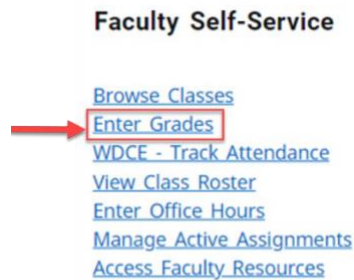 Faculty Self-Service
Browse Classes
Enter Grades
WDCE - Track Attendance
View Class Roster
Enter Office Hours
Manage Active Assignments
Access Faculty Resources